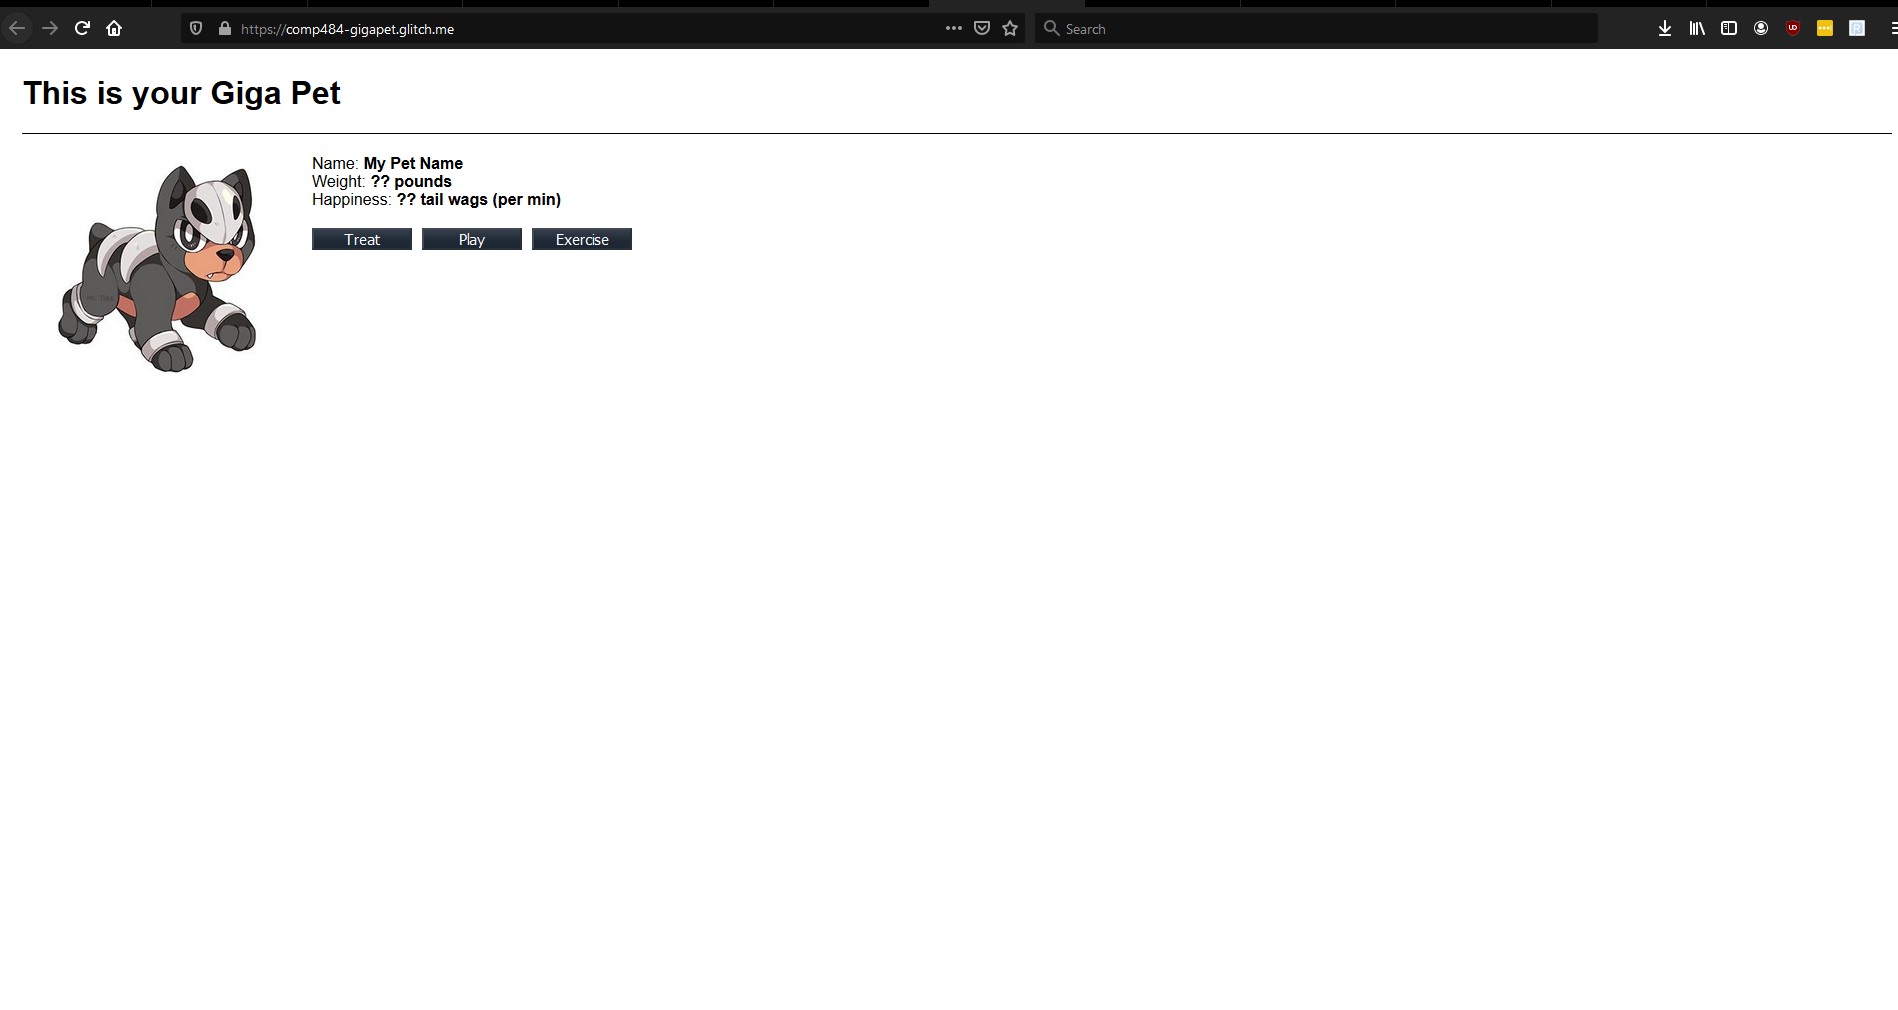 https://comp484-gigapet.glitch.me
Search
This is your Giga Pet
Name: My Pet Name
Weight: ?? pounds
Happiness: ?? tail wags (per min)
Treat Play Exercise